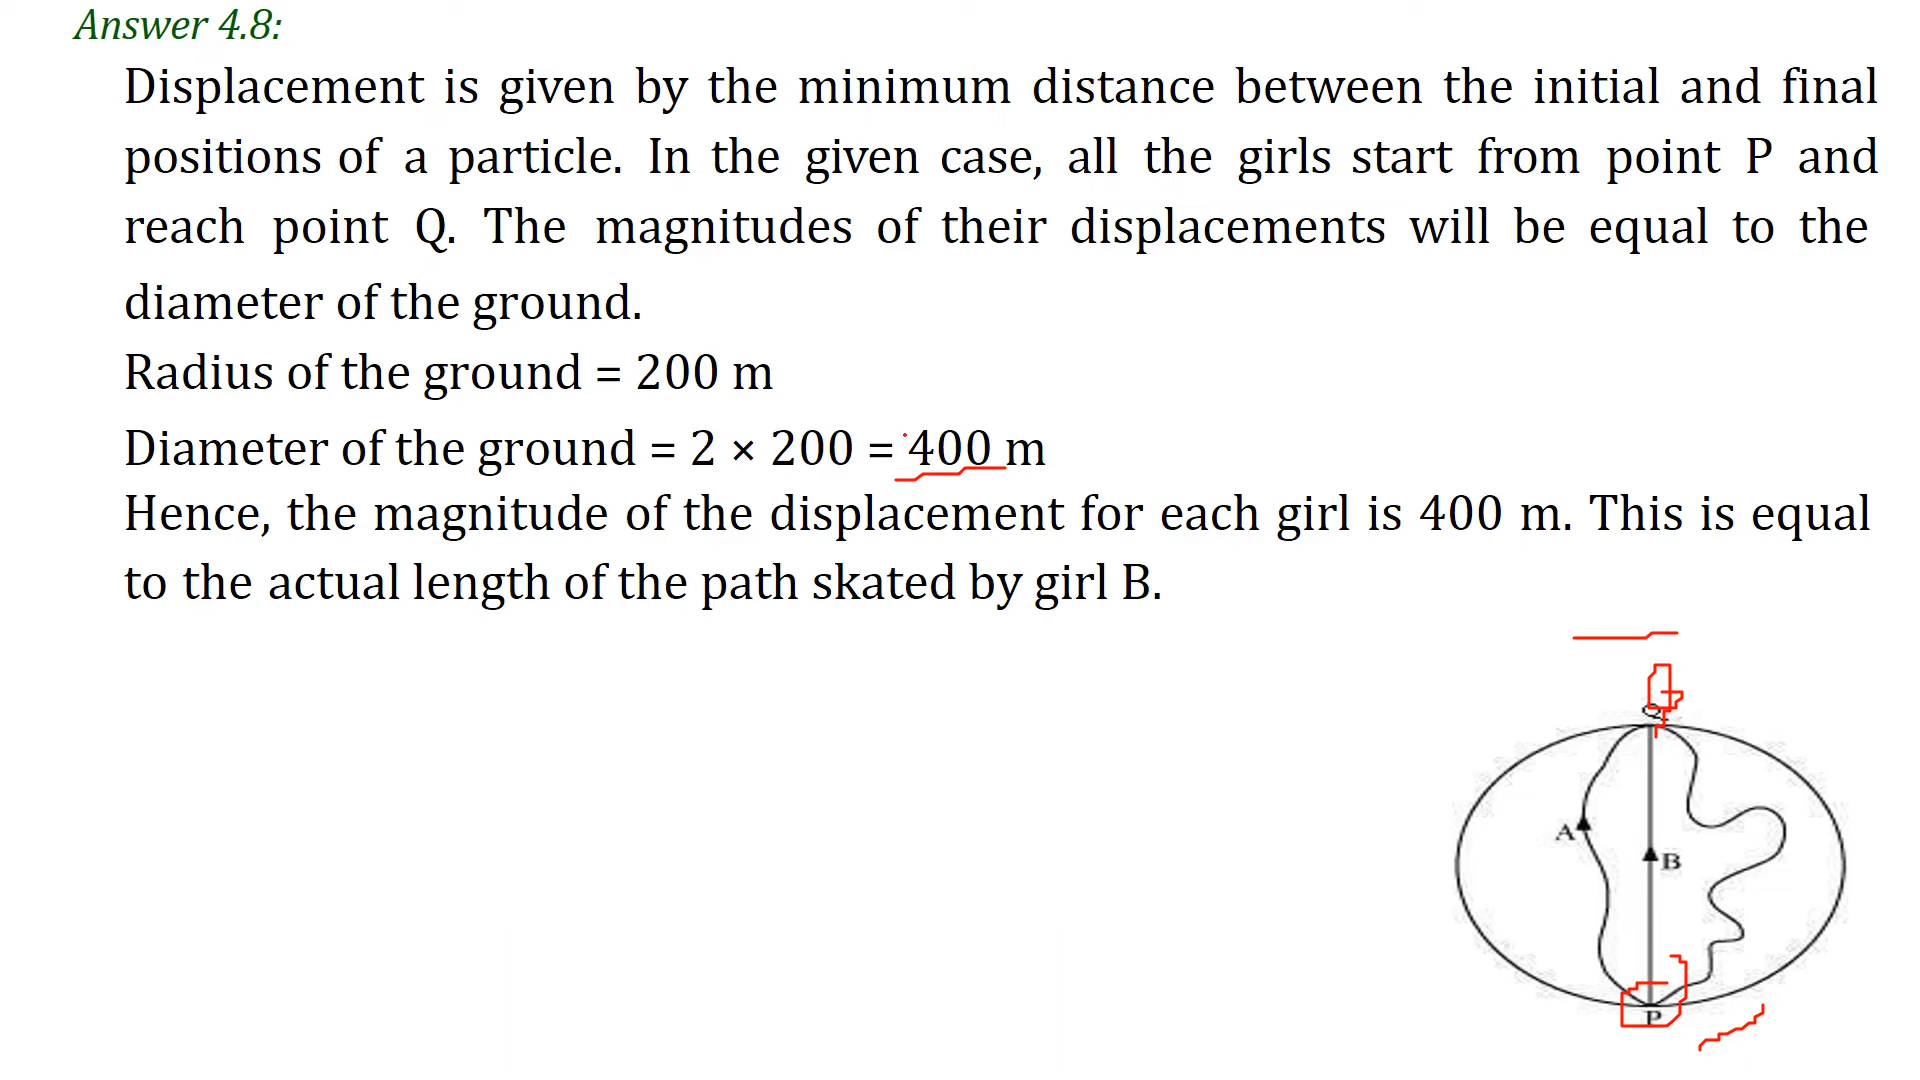 Answer 4.8:
Displacement is given by the minimum distance between the initial and final
positions of a particle. In the given case, all the girls start from point P and
reach point Q. The magnitudes of their displacements will be equal to the
diameter of the ground.
Radius of the ground = 200 m
Diameter of the ground = 2 × 200 = 400 m
Hence, the magnitude of the displacement for each girl is 400 m. This is equal
to the actual length of the path skated by girl B.
Q
A
B
P